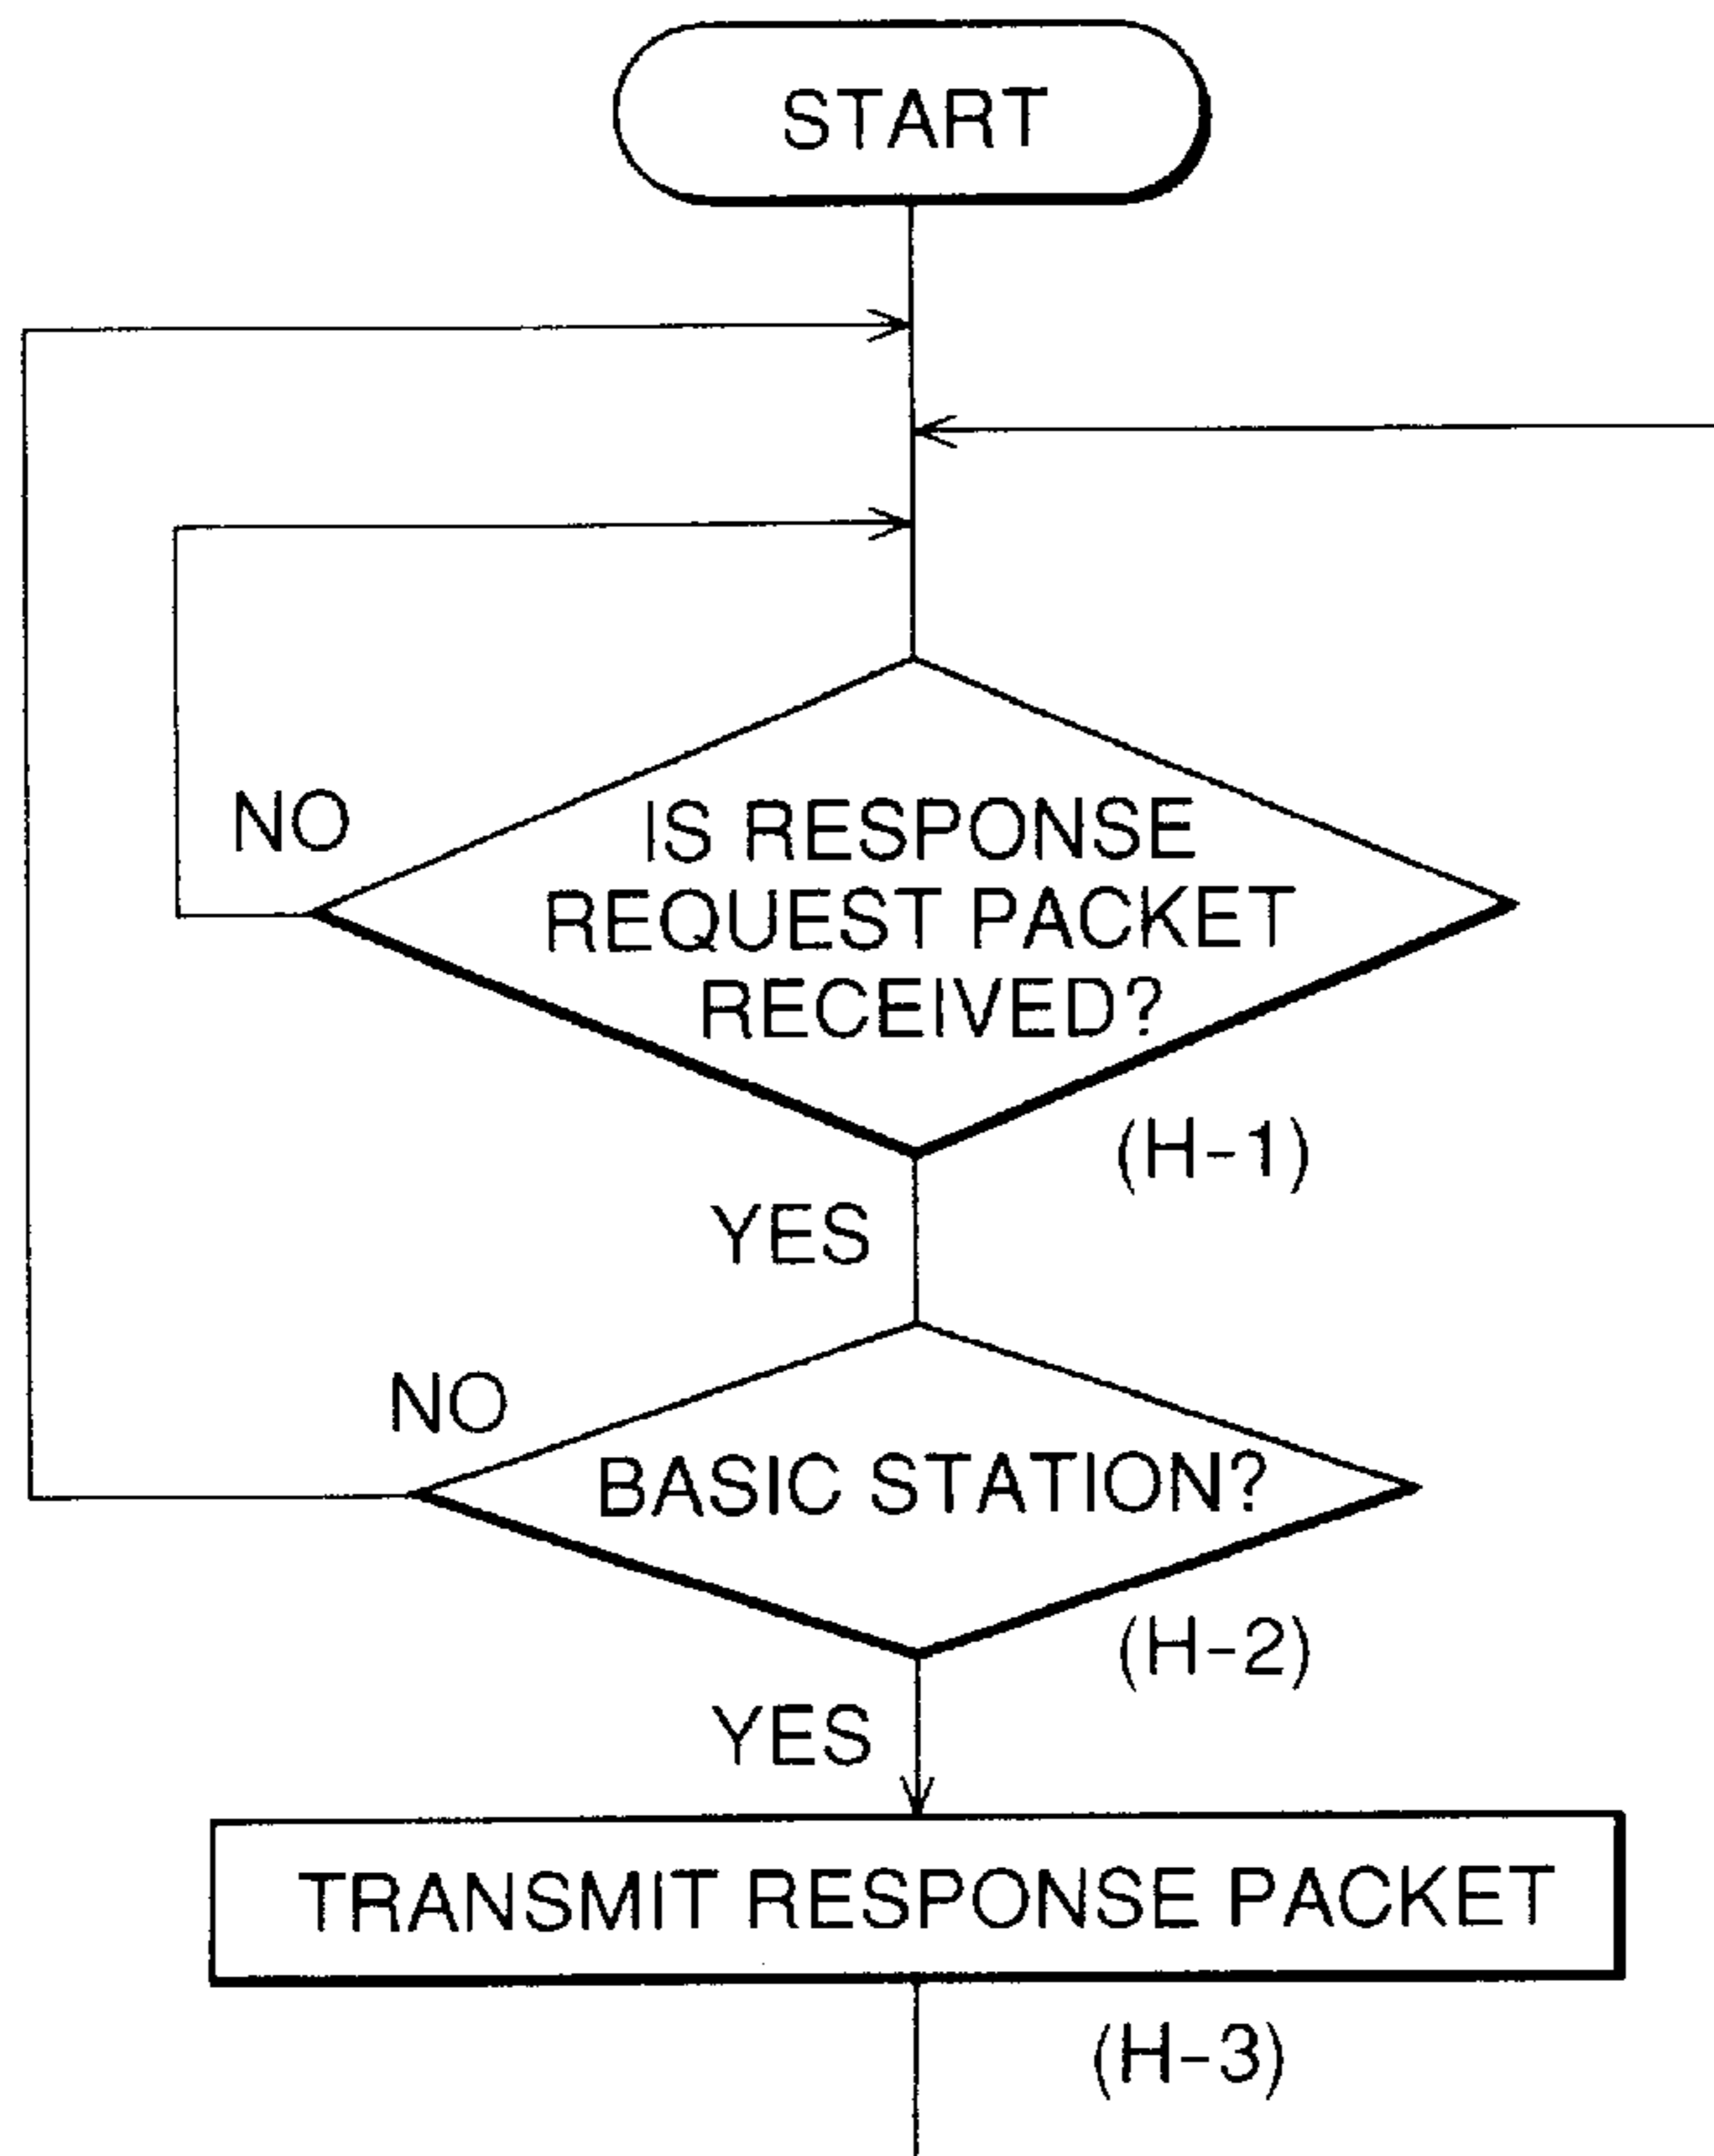 START
NO
IS RESPONSE
REQUEST PACKET
RECEIVED?
(H-1)
YES
NO
BASIC STATION?
(H-2)
YES
TRANSMIT RESPONSE PACKET
(H-3)